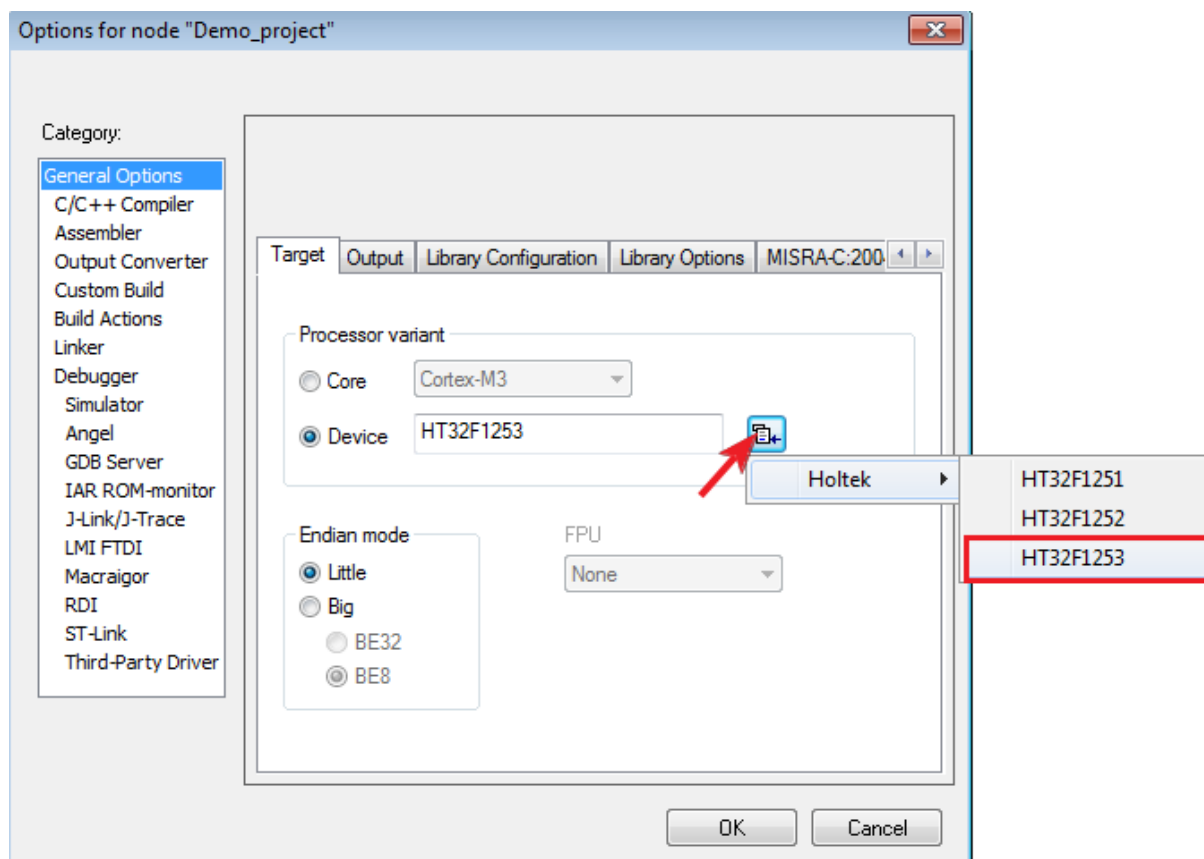 Options for node "Demo_project"
Category:
General Options
C/C++ Compiler
Assembler
Output Converter
Custom Build
Build Actions
Linker
Debugger
Simulator
Angel
GDB Server
IAR ROM-monitor
J-Link/J-Trace
LMI FTDI
Macraigor
RDI
ST-Link
Third-Party Driver
Target Output Library Configuration Library Options MISRA-C:200
Processor variant
Core Cortex-M3
Device HT32F1253
Holtek
HT32F1251
HT32F1252
HT32F1253
Endian mode
Little
Big
BE32
BE8
FPU
None
OK Cancel